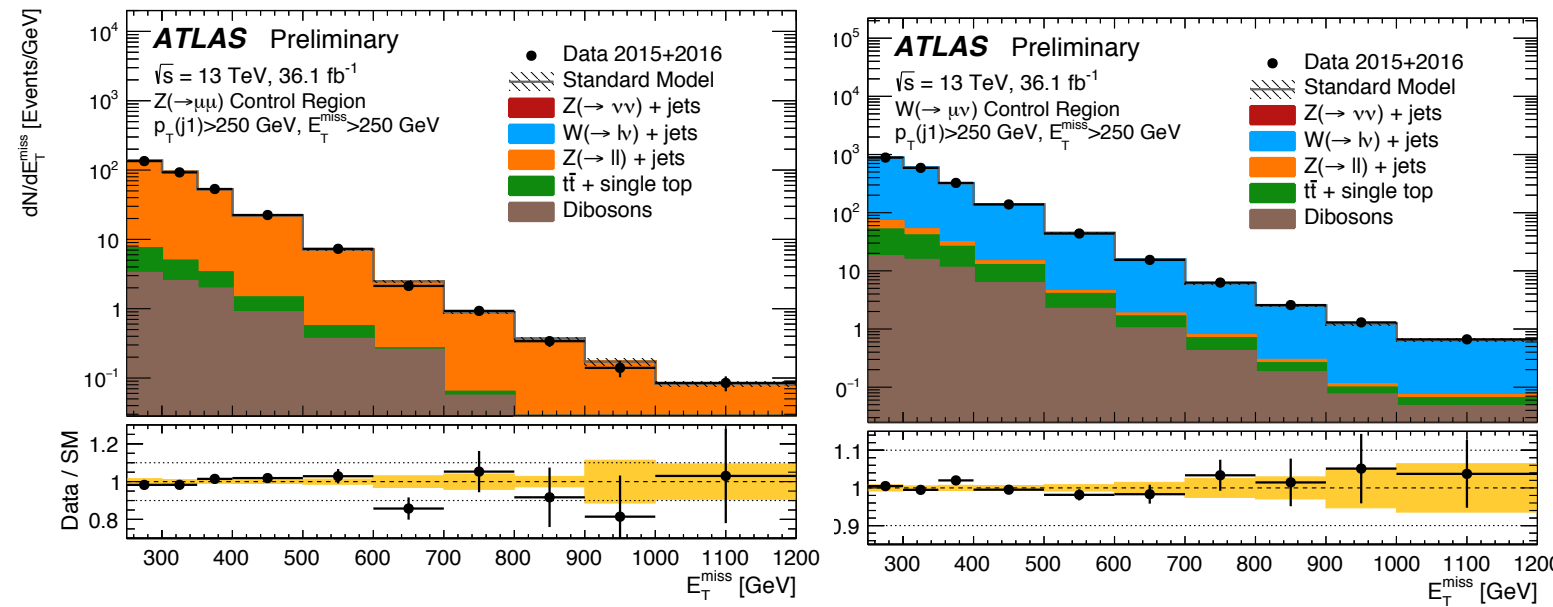 ATLAS Preliminary
√s = 13 TeV, 36.1 fb⁻¹
Z(→μμ) Control Region
p_T(j1)>250 GeV, E_T^miss>250 GeV
Data 2015+2016
Standard Model
Z(→ νν) + jets
W(→ lν) + jets
Z(→ ll) + jets
tt̄ + single top
Dibosons
dN/dE_T^miss [Events/GeV]
10⁴
10³
10²
10
1
10⁻¹
Data / SM
1.2
1.0
0.8
300 400 500 600 700 800 900 1000 1100 1200
E_T^miss [GeV]
ATLAS Preliminary
√s = 13 TeV, 36.1 fb⁻¹
W(→ μν) Control Region
p_T(j1)>250 GeV, E_T^miss>250 GeV
Data 2015+2016
Standard Model
Z(→ νν) + jets
W(→ lν) + jets
Z(→ ll) + jets
tt̄ + single top
Dibosons
10⁵
10⁴
10³
10²
10
1
0⁻¹
1.1
1
0.9
300 400 500 600 700 800 900 1000 1100 120
E_T^miss [GeV]